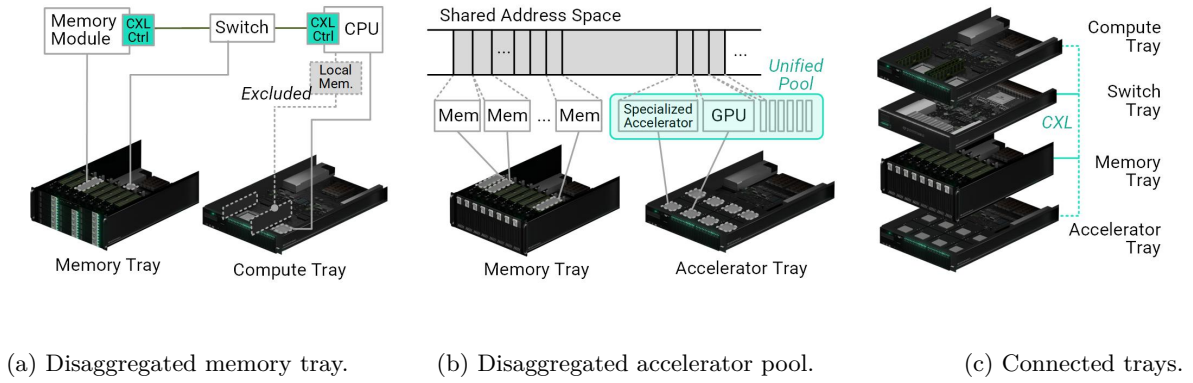 Memory
Module
CXL
Ctrl
Switch
CXL
Ctrl
CPU
Local
Mem.
Excluded
Memory Tray
Compute Tray
Shared Address Space
...
...
Unified
Pool
Mem
Mem
...
Mem
Specialized
Accelerator
GPU
Memory Tray
Accelerator Tray
Compute
Tray
Switch
Tray
CXL
Memory
Tray
Accelerator
Tray
(a) Disaggregated memory tray.
(b) Disaggregated accelerator pool.
(c) Connected trays.